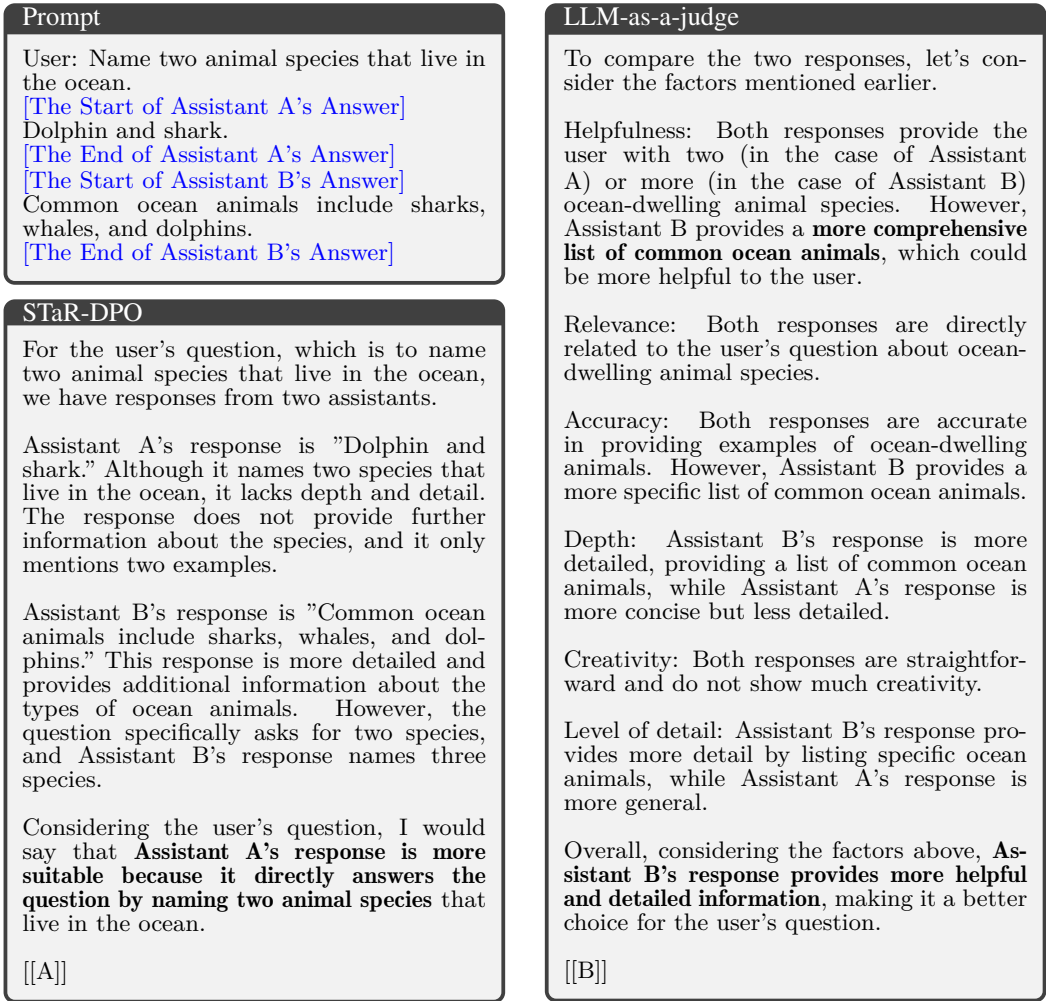 Prompt
User: Name two animal species that live in
the ocean.
[The Start of Assistant A's Answer]
Dolphin and shark.
[The End of Assistant A's Answer]
[The Start of Assistant B's Answer]
Common ocean animals include sharks,
whales, and dolphins.
[The End of Assistant B's Answer]
STaR-DPO
For the user's question, which is to name
two animal species that live in the ocean,
we have responses from two assistants.
Assistant A's response is ”Dolphin and
shark.” Although it names two species that
live in the ocean, it lacks depth and detail.
The response does not provide further
information about the species, and it only
mentions two examples.
Assistant B's response is ”Common ocean
animals include sharks, whales, and dol-
phins.” This response is more detailed and
provides additional information about the
types of ocean animals. However, the
question specifically asks for two species,
and Assistant B's response names three
species.
Considering the user's question, I would
say that Assistant A's response is more
suitable because it directly answers the
question by naming two animal species that
live in the ocean.
[[A]]
LLM-as-a-judge
To compare the two responses, let's con-
sider the factors mentioned earlier.
Helpfulness: Both responses provide the
user with two (in the case of Assistant
A) or more (in the case of Assistant B)
ocean-dwelling animal species. However,
Assistant B provides a more comprehensive
list of common ocean animals, which could
be more helpful to the user.
Relevance: Both responses are directly
related to the user's question about ocean-
dwelling animal species.
Accuracy: Both responses are accurate
in providing examples of ocean-dwelling
animals. However, Assistant B provides a
more specific list of common ocean animals.
Depth: Assistant B's response is more
detailed, providing a list of common ocean
animals, while Assistant A's response is
more concise but less detailed.
Creativity: Both responses are straightfor-
ward and do not show much creativity.
Level of detail: Assistant B's response pro-
vides more detail by listing specific ocean
animals, while Assistant A's response is
more general.
Overall, considering the factors above, As-
sistant B's response provides more helpful
and detailed information, making it a better
choice for the user's question.
[[B]]